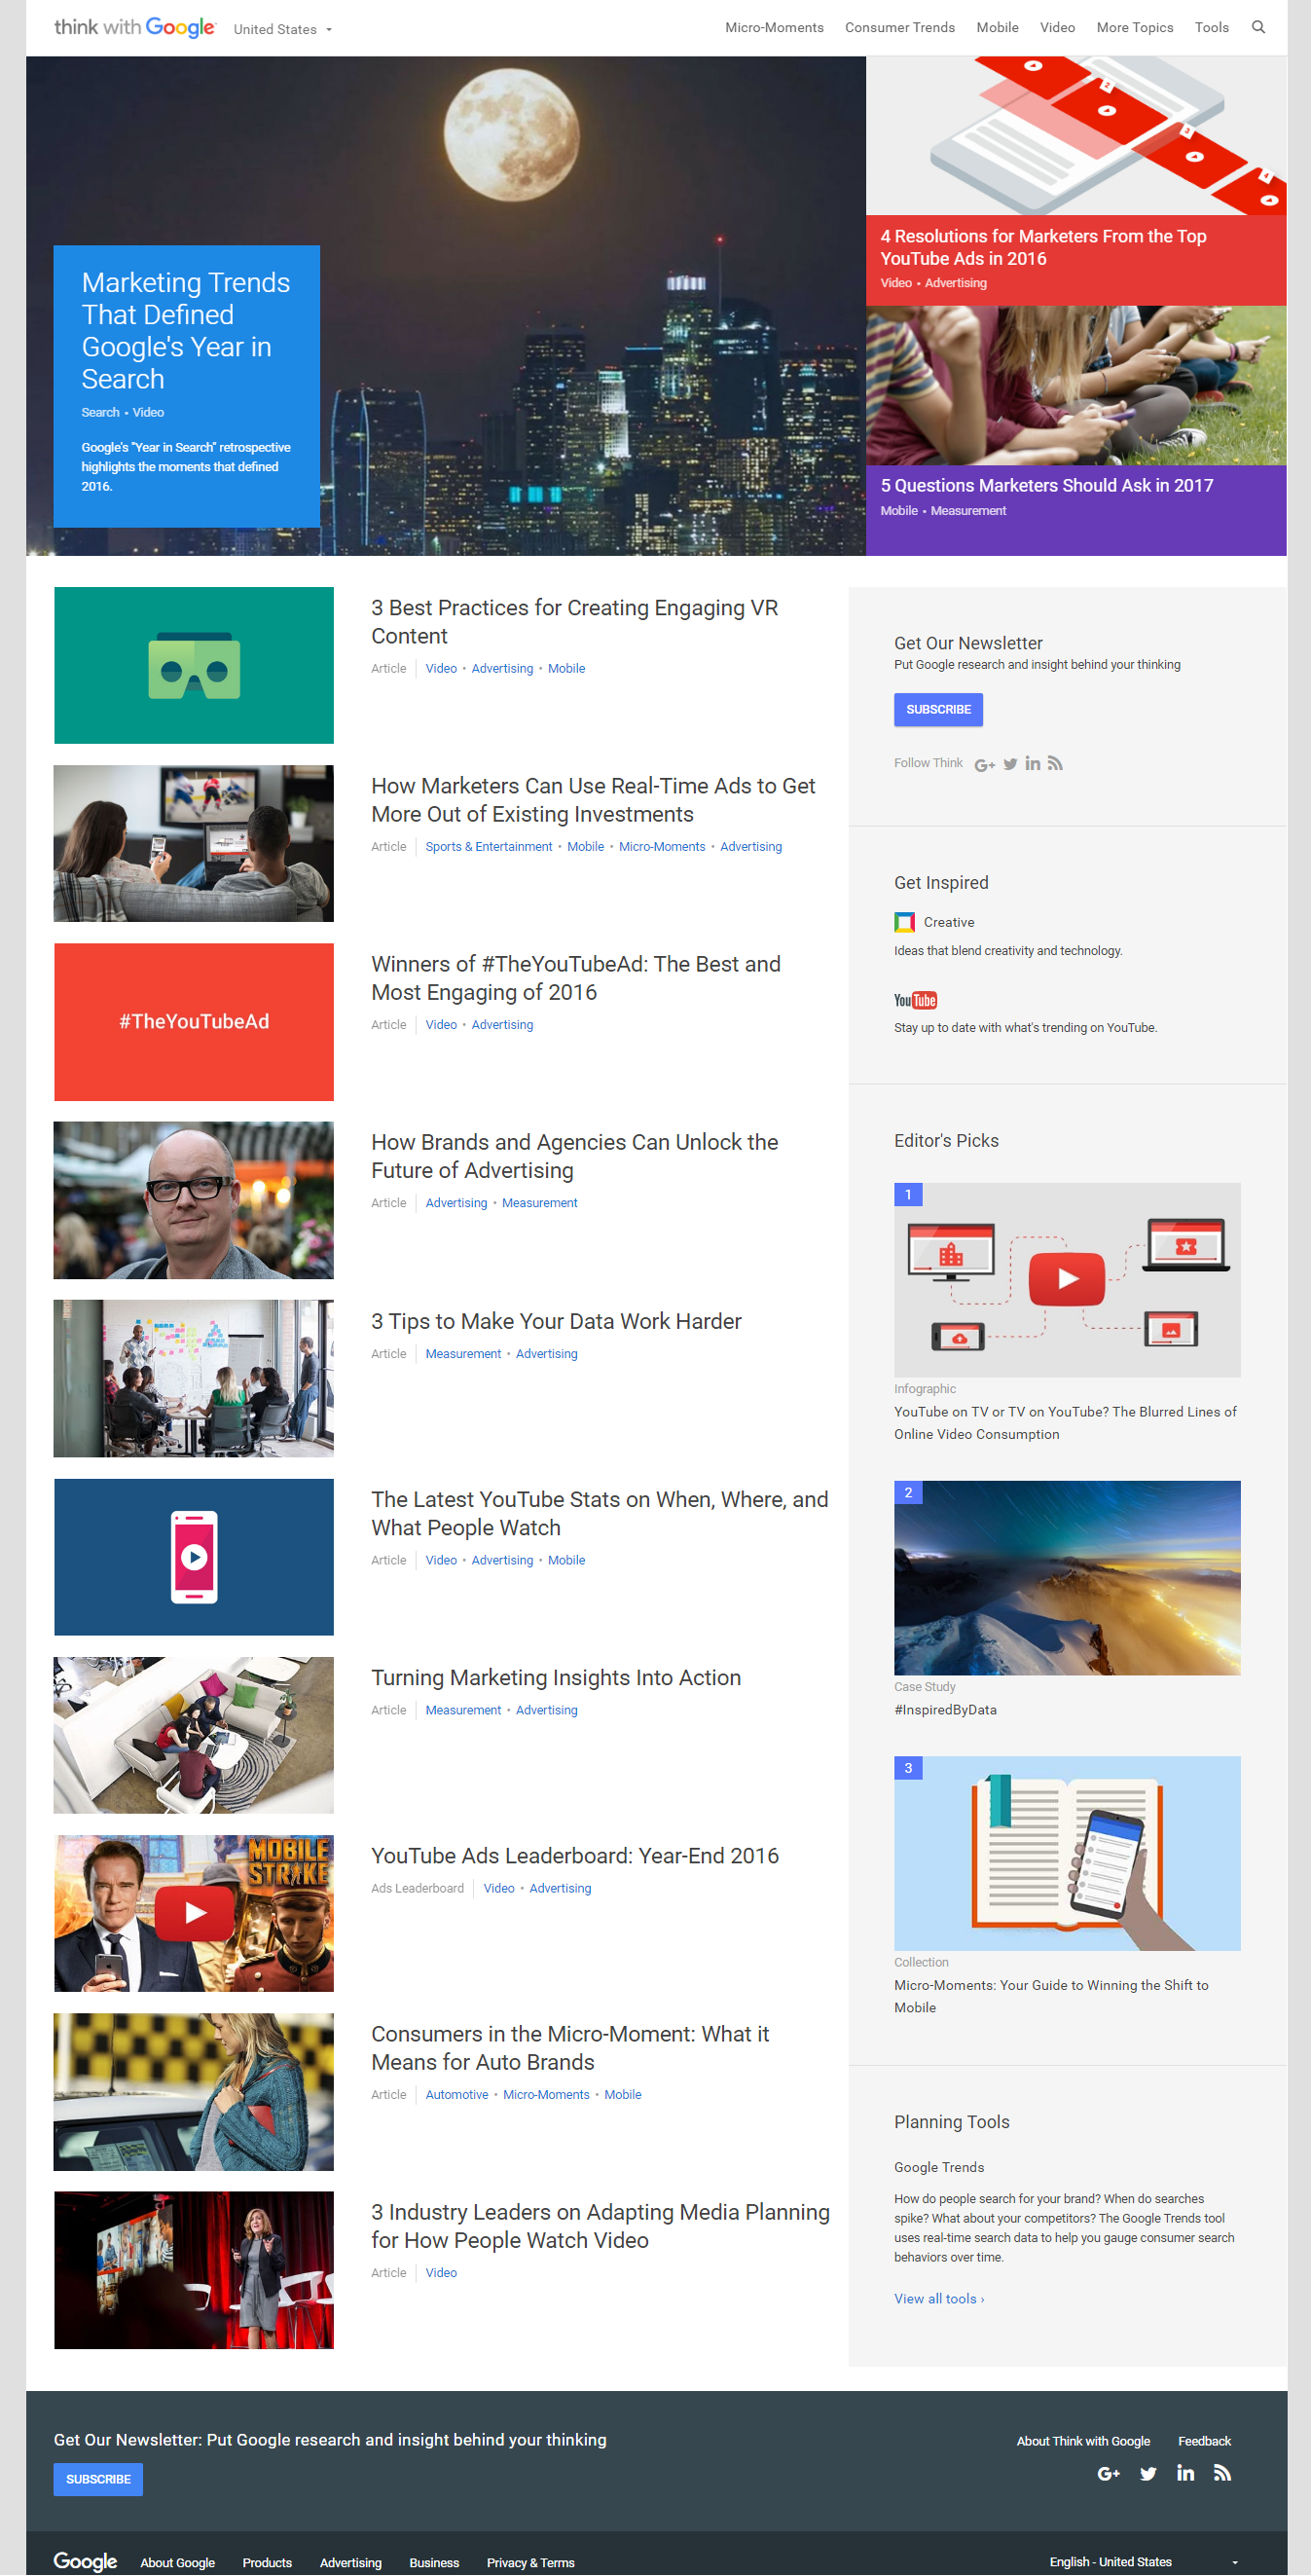 think with Google
United States
Micro-Moments Consumer Trends Mobile Video More Topics Tools
Marketing Trends
That Defined
Google's Year in
Search
Search • Video
Google's "Year in Search" retrospective
highlights the moments that defined
2016.
2
3
4
4 Resolutions for Marketers From the Top
YouTube Ads in 2016
Video • Advertising
5 Questions Marketers Should Ask in 2017
Mobile • Measurement
3 Best Practices for Creating Engaging VR
Content
Article Video • Advertising • Mobile
How Marketers Can Use Real-Time Ads to Get
More Out of Existing Investments
Article Sports & Entertainment • Mobile • Micro-Moments • Advertising
#TheYouTubeAd
Winners of #TheYouTubeAd: The Best and
Most Engaging of 2016
Article Video • Advertising
How Brands and Agencies Can Unlock the
Future of Advertising
Article Advertising • Measurement
3 Tips to Make Your Data Work Harder
Article Measurement • Advertising
The Latest YouTube Stats on When, Where, and
What People Watch
Article Video • Advertising • Mobile
Turning Marketing Insights Into Action
Article Measurement • Advertising
MOBILE
STRIKE
YouTube Ads Leaderboard: Year-End 2016
Ads Leaderboard Video • Advertising
Consumers in the Micro-Moment: What it
Means for Auto Brands
Article Automotive • Micro-Moments • Mobile
3 Industry Leaders on Adapting Media Planning
for How People Watch Video
Article Video
Get Our Newsletter
Put Google research and insight behind your thinking
SUBSCRIBE
Follow Think G+ in
Get Inspired
Creative
Ideas that blend creativity and technology.
YouTube
Stay up to date with what's trending on YouTube.
Editor's Picks
1
Infographic
YouTube on TV or TV on YouTube? The Blurred Lines of
Online Video Consumption
2
Case Study
#InspiredByData
3
Collection
Micro-Moments: Your Guide to Winning the Shift to
Mobile
Planning Tools
Google Trends
How do people search for your brand? When do searches
spike? What about your competitors? The Google Trends tool
uses real-time search data to help you gauge consumer search
behaviors over time.
View all tools ›
Get Our Newsletter: Put Google research and insight behind your thinking
SUBSCRIBE
About Think with Google Feedback
G+ in
Google About Google Products Advertising Business Privacy & Terms
English - United States